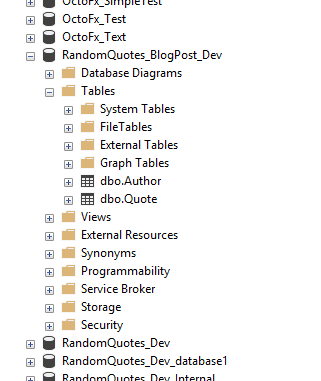 OctoFx_SimpleTest
OctoFx_Test
OctoFx_Text
RandomQuotes_BlogPost_Dev
Database Diagrams
Tables
System Tables
FileTables
External Tables
Graph Tables
dbo.Author
dbo.Quote
Views
External Resources
Synonyms
Programmability
Service Broker
Storage
Security
RandomQuotes_Dev
RandomQuotes_Dev_database1
RandomQuotes_Dev_Internal